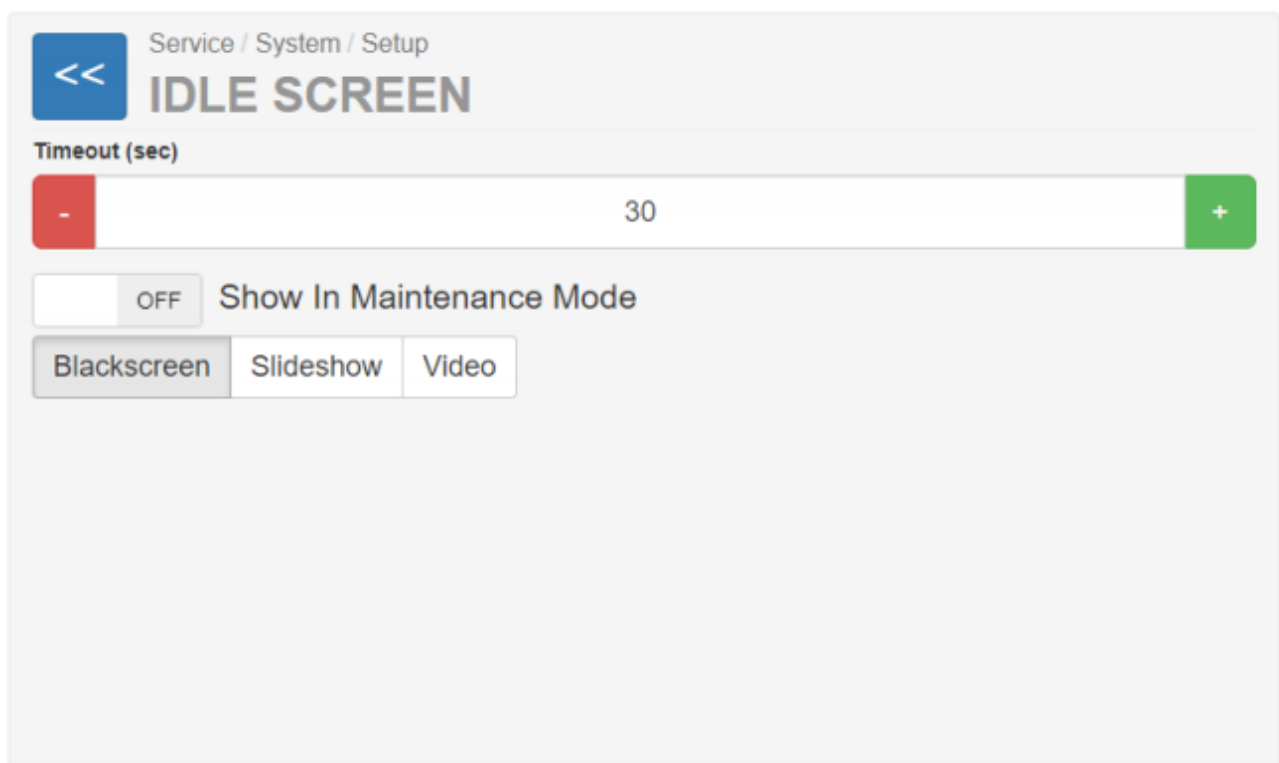 <<
Service / System / Setup
IDLE SCREEN
Timeout (sec)
- 30 +
OFF Show In Maintenance Mode
Blackscreen Slideshow Video